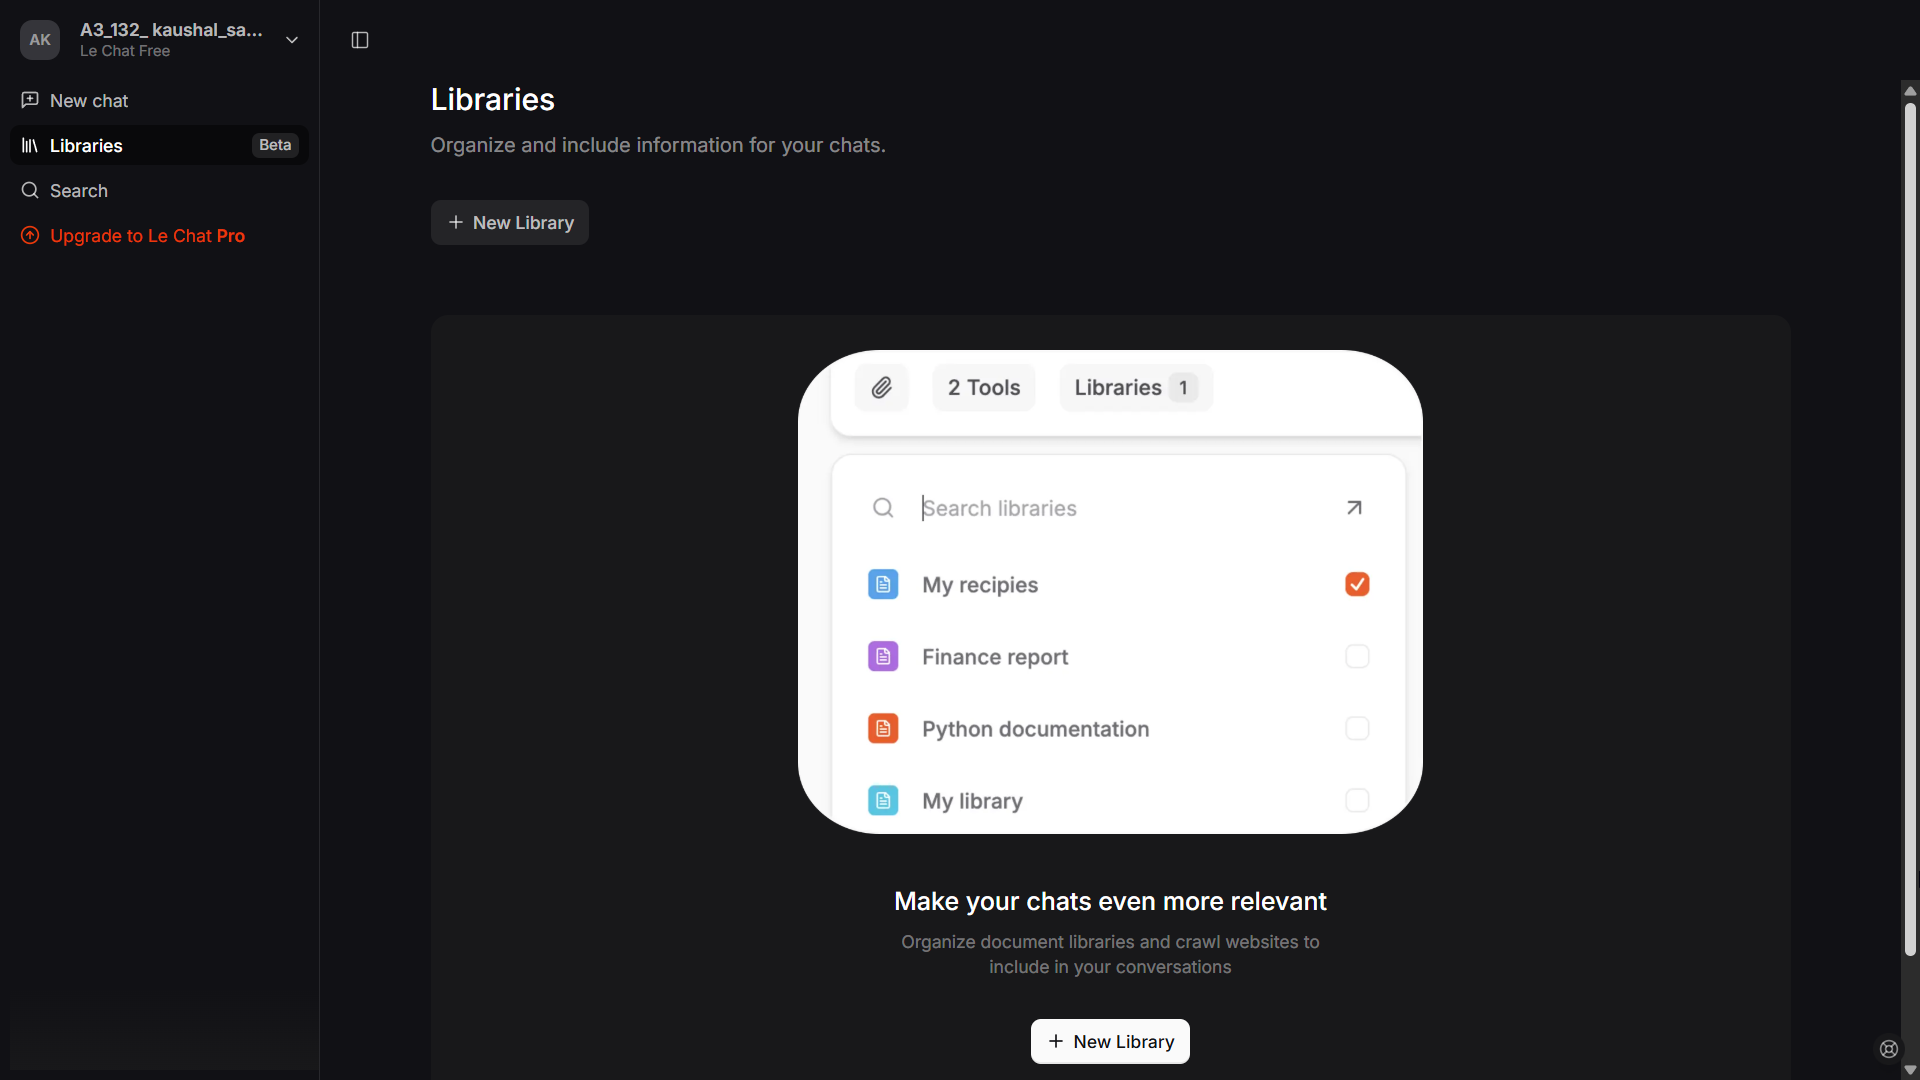 AK
A3_132_ kaushal_sa...
Le Chat Free
New chat
Libraries
Beta
Search
Upgrade to Le Chat Pro
Libraries
Organize and include information for your chats.
New Library
2 Tools
Libraries 1
Search libraries
My recipies
Finance report
Python documentation
My library
Make your chats even more relevant
Organize document libraries and crawl websites to
include in your conversations
New Library